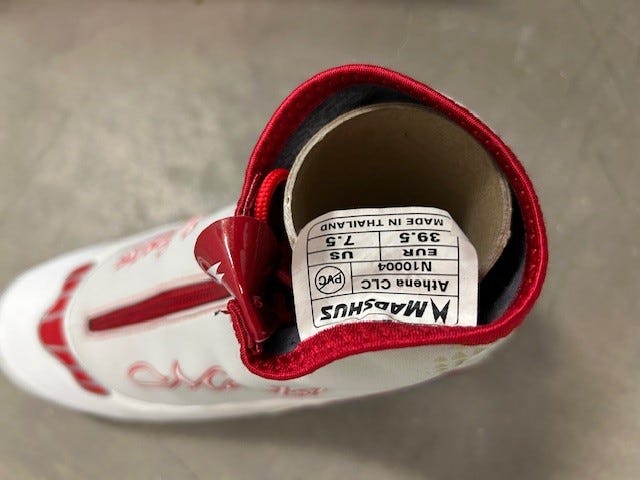 MADSHUS
Athena CLC
N10004
PVC
EUR US
39.5 7.5
MADE IN THAILAND